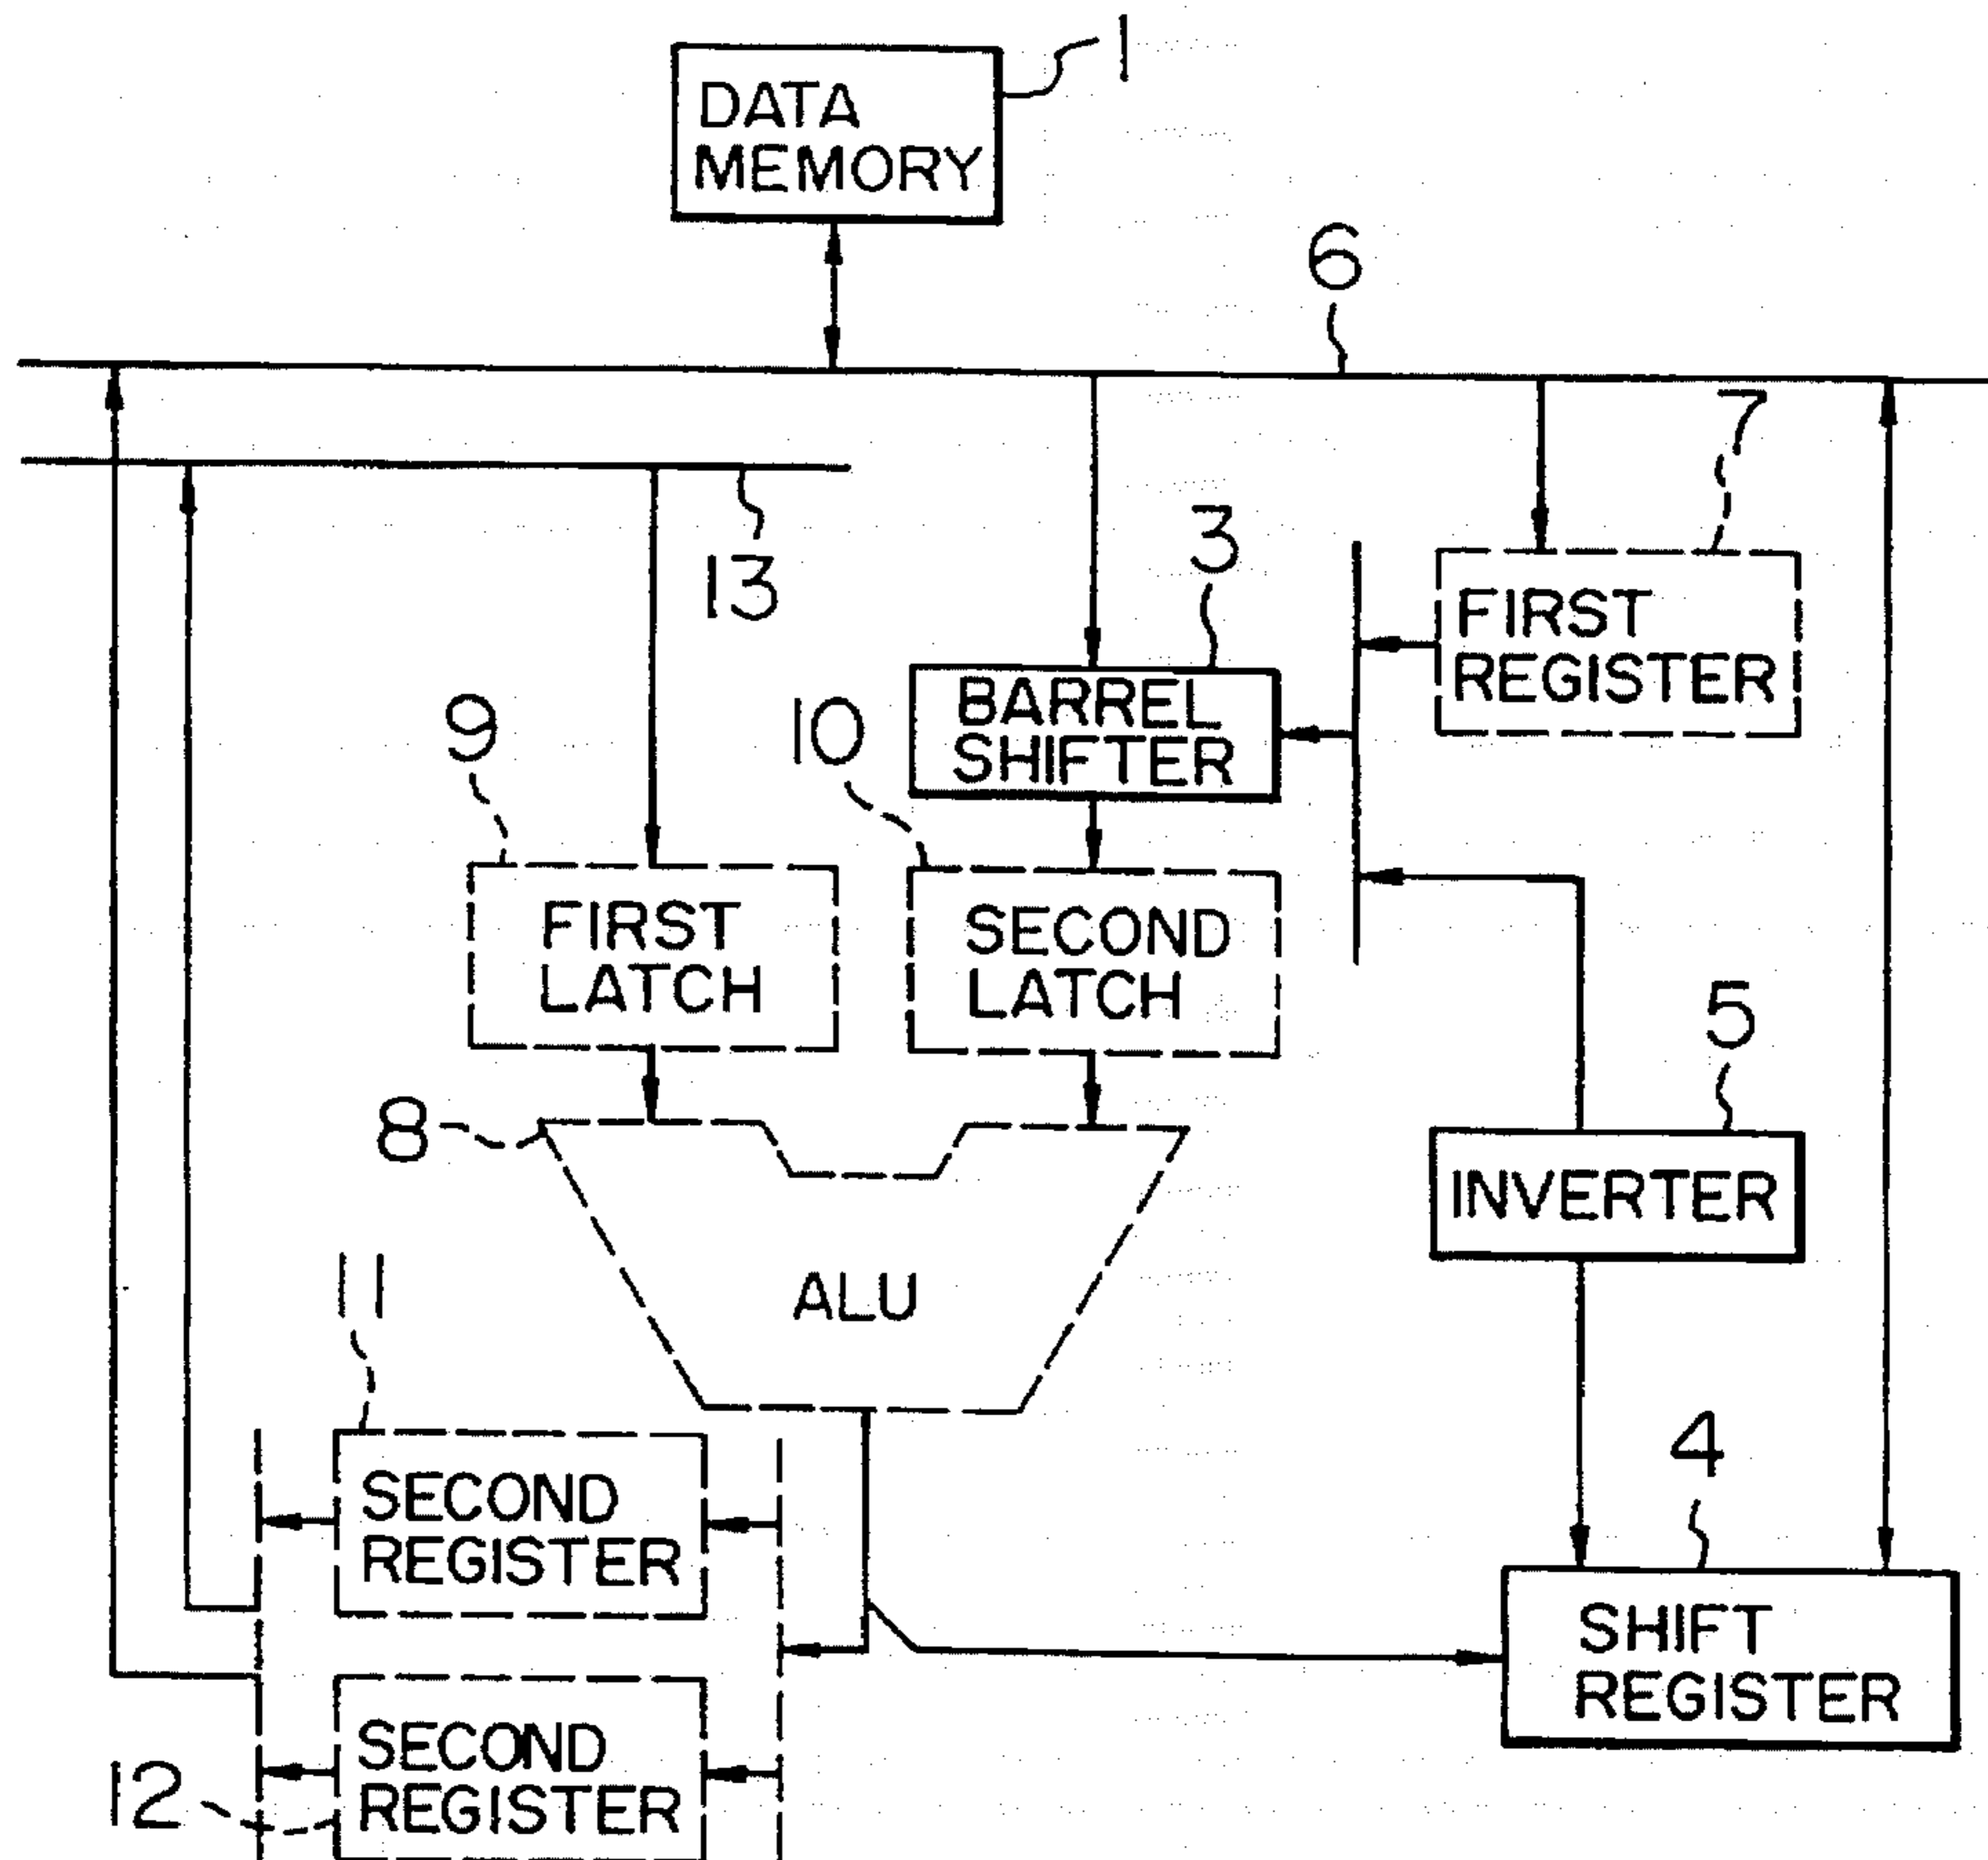 1
DATA
MEMORY
6
7
13
3
FIRST
REGISTER
9
10
BARREL
SHIFTER
FIRST
LATCH
SECOND
LATCH
5
8
INVERTER
11
ALU
4
SECOND
REGISTER
SHIFT
REGISTER
12
SECOND
REGISTER